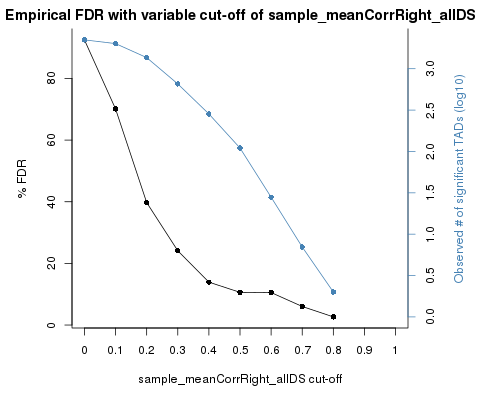 Empirical FDR with variable cut-off of sample_meanCorrRight_allDS
% FDR
0
20
40
60
80
0.0
0.5
1.0
1.5
2.0
2.5
3.0
Observed # of significant TADs (log10)
0 0.1 0.2 0.3 0.4 0.5 0.6 0.7 0.8 0.9 1
sample_meanCorrRight_allDS cut-off